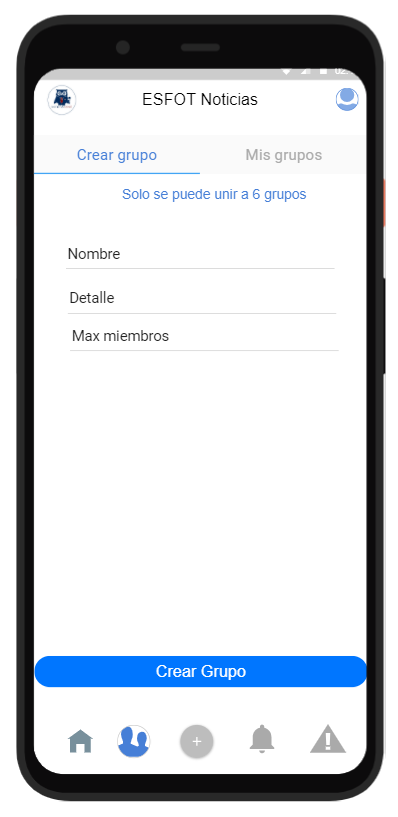 ESFOT Noticias
Crear grupo
Mis grupos
Solo se puede unir a 6 grupos
Nombre
Detalle
Max miembros
Crear Grupo
+